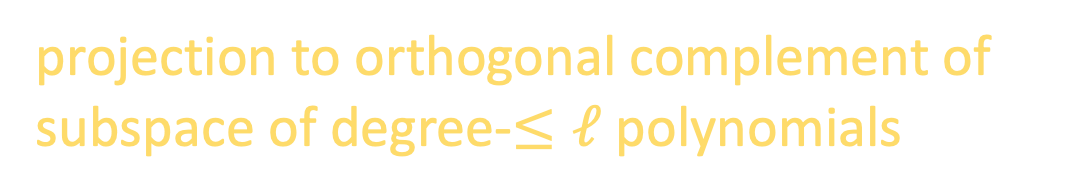 projection to orthogonal complement of
subspace of degree-≤ ℓ polynomials